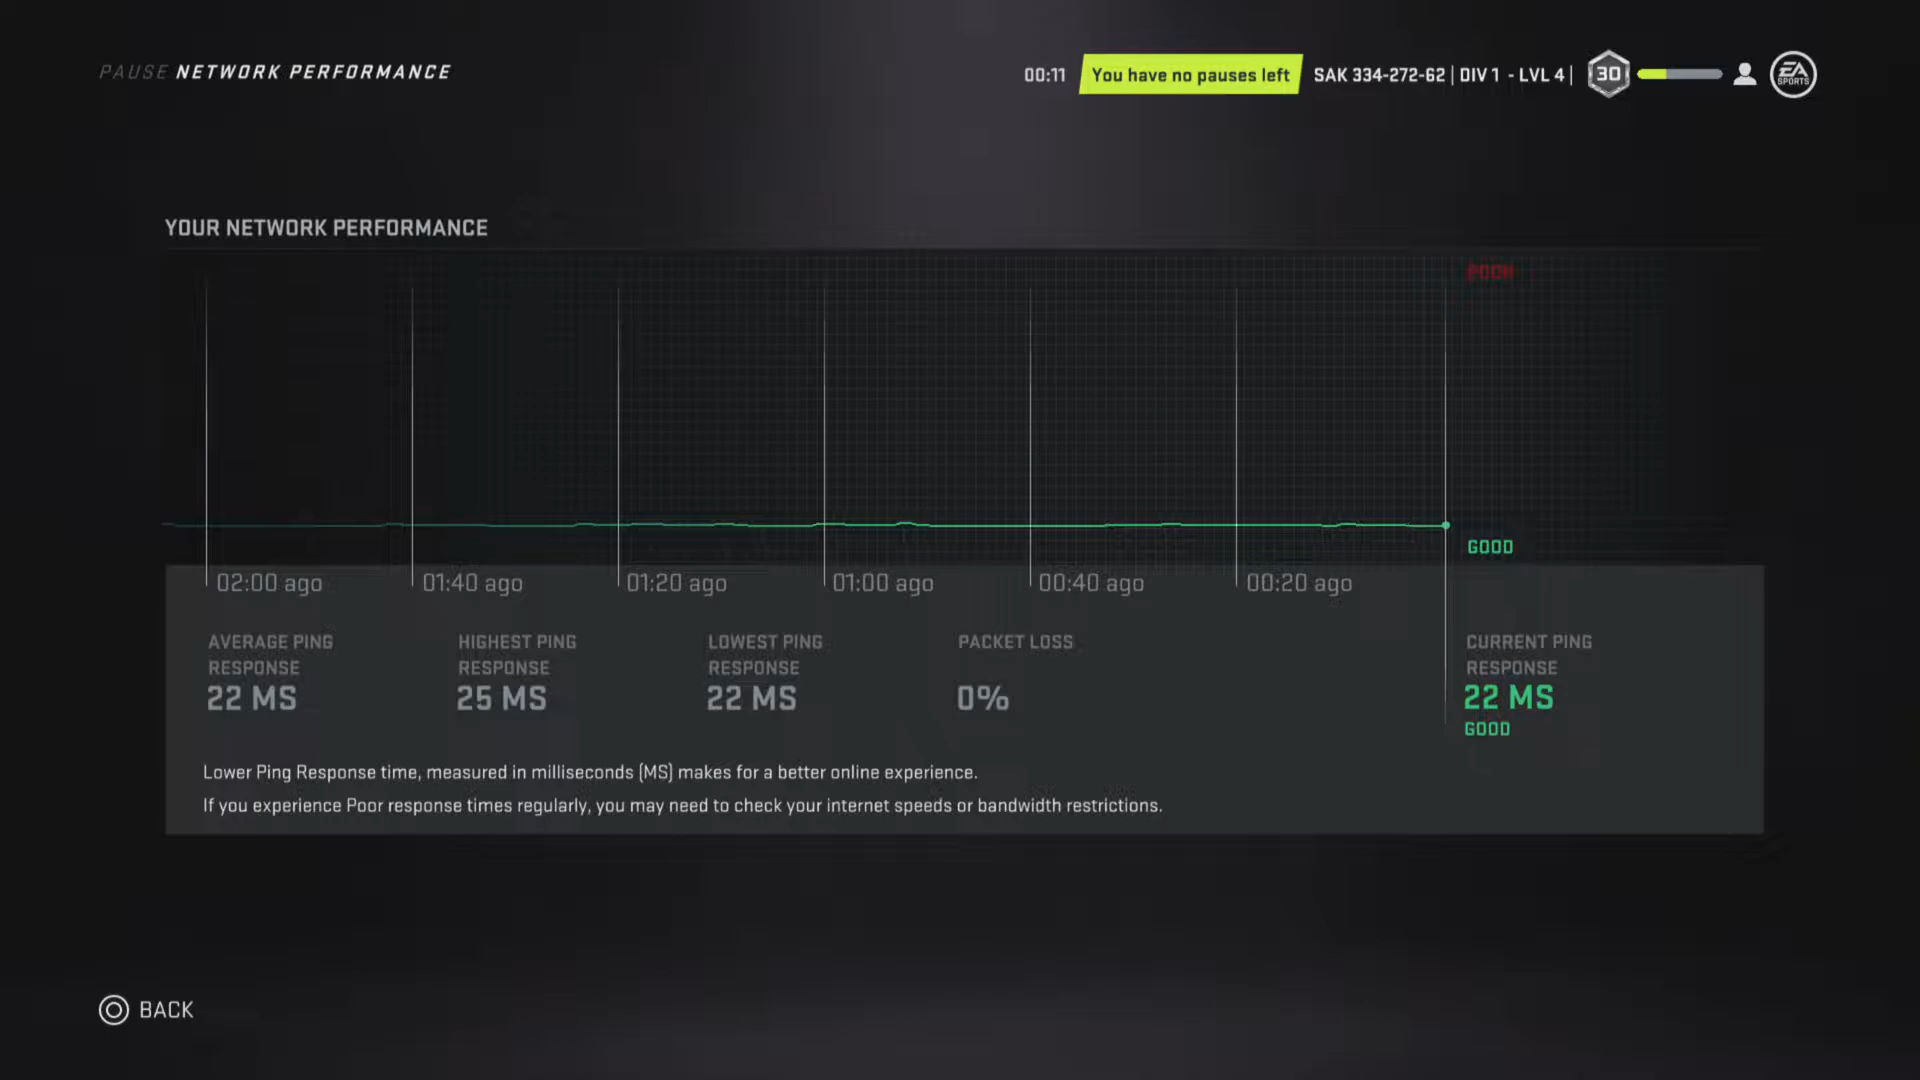 PAUSE NETWORK PERFORMANCE
00:11 You have no pauses left SAK 334-272-62 | DIV 1 - LVL 4 | 30 EA SPORTS
YOUR NETWORK PERFORMANCE
POOR
GOOD
02:00 ago 01:40 ago 01:20 ago 01:00 ago 00:40 ago 00:20 ago
AVERAGE PING RESPONSE
22 MS
HIGHEST PING RESPONSE
25 MS
LOWEST PING RESPONSE
22 MS
PACKET LOSS
0%
CURRENT PING RESPONSE
22 MS
GOOD
Lower Ping Response time, measured in milliseconds (MS) makes for a better online experience.
If you experience Poor response times regularly, you may need to check your internet speeds or bandwidth restrictions.
BACK